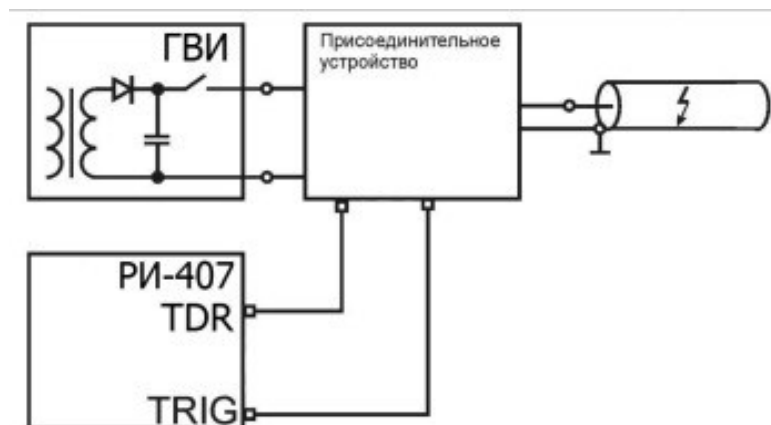 ГВИ
Присоединительное
устройство
РИ-407
TDR
TRIG